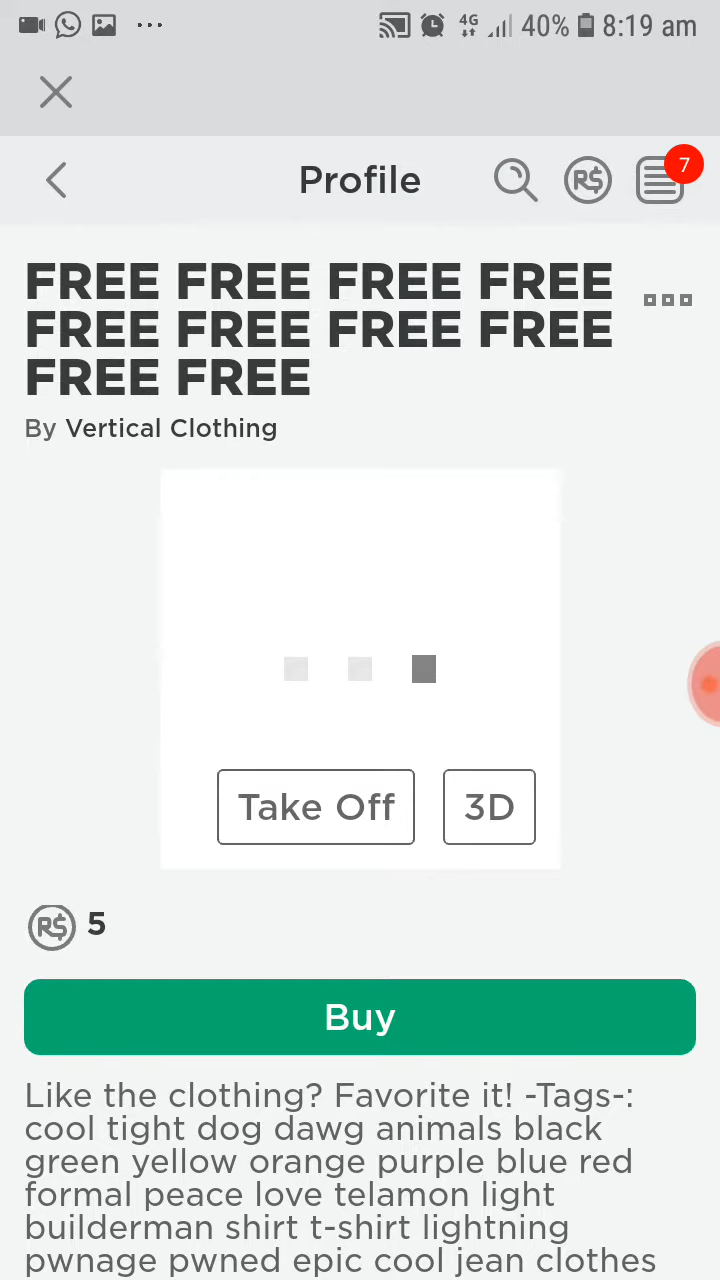 4G 40% 8:19 am
Profile R$ 7
FREE FREE FREE FREE
FREE FREE FREE FREE
FREE FREE
By Vertical Clothing
Take Off 3D
R$ 5
Buy
Like the clothing? Favorite it! -Tags-:
cool tight dog dawg animals black
green yellow orange purple blue red
formal peace love telamon light
builderman shirt t-shirt lightning
pwnage pwned epic cool jean clothes